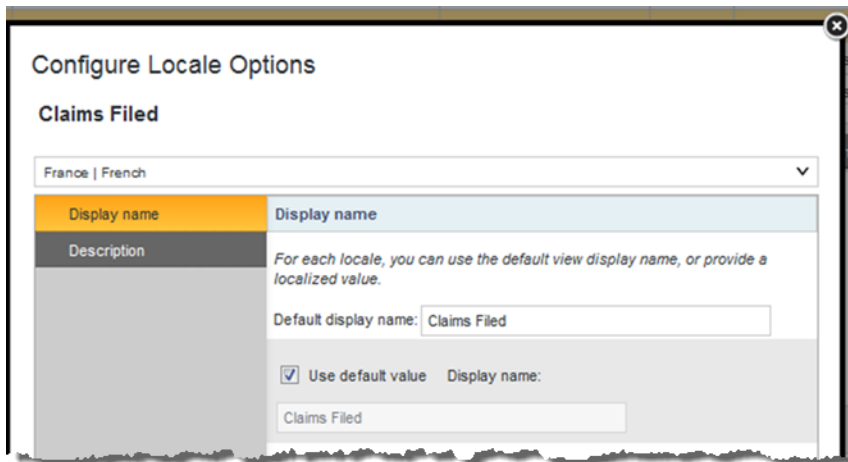 Configure Locale Options
Claims Filed
France | French
Display name
Description
Display name
For each locale, you can use the default view display name, or provide a
localized value.
Default display name: Claims Filed
Use default value Display name:
Claims Filed